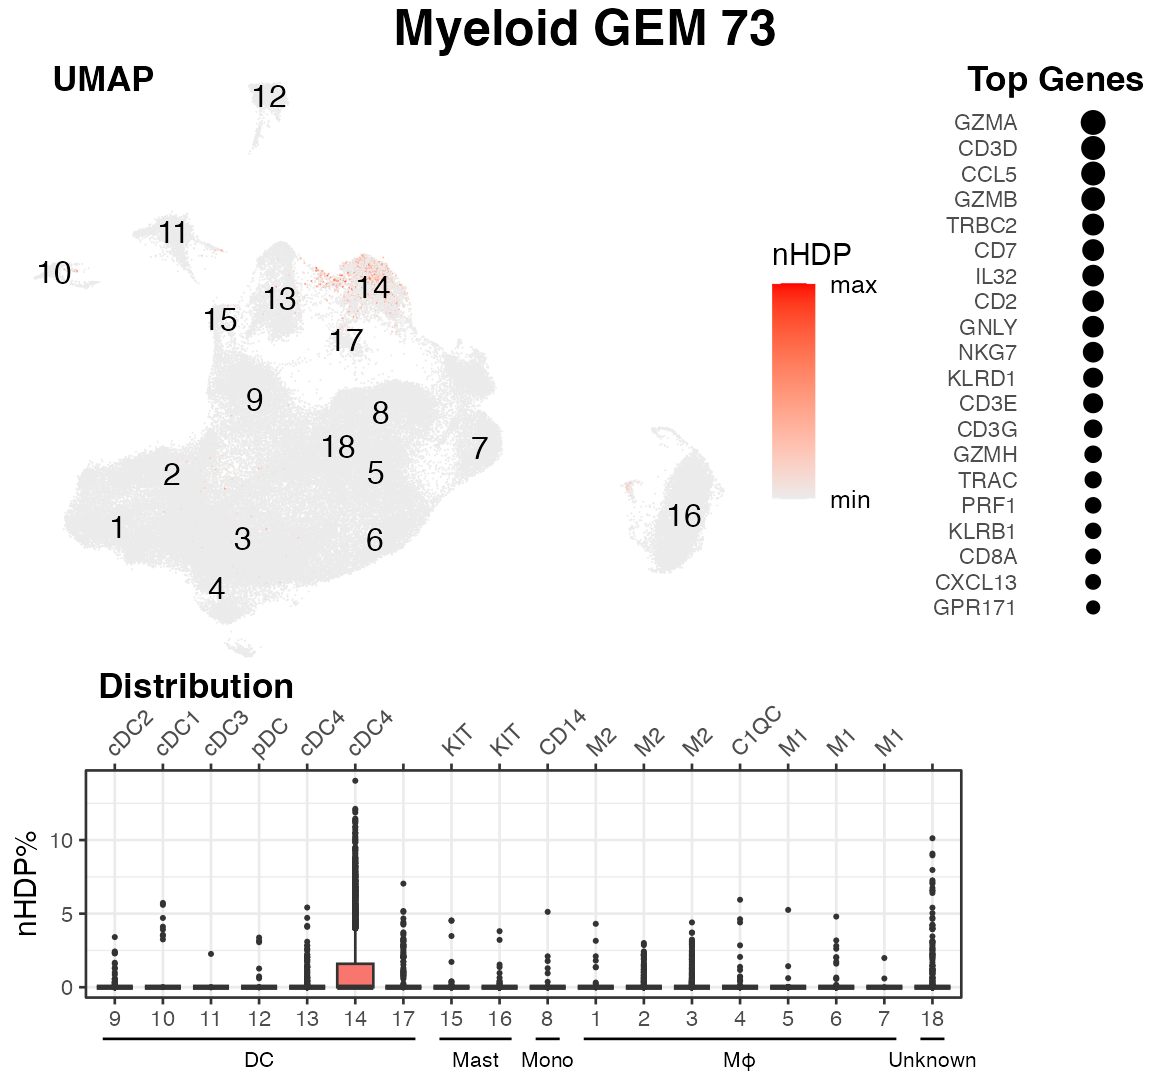 Myeloid GEM 73
UMAP
12
11
10
13
14
15
17
9
8
18
7
2
5
16
1
3
6
4
nHDP
max
min
Top Genes
GZMA
CD3D
CCL5
GZMB
TRBC2
CD7
IL32
CD2
GNLY
NKG7
KLRD1
CD3E
CD3G
GZMH
TRAC
PRF1
KLRB1
CD8A
CXCL13
GPR171
Distribution
cDC2 cDC1 cDC3 pDC cDC4 cDC4 KIT KIT CD14 M2 M2 M2 C1QC M1 M1 M1
nHDP%
10
5
0
9 10 11 12 13 14 17 15 16 8 1 2 3 4 5 6 7 18
DC Mast Mono Mϕ Unknown